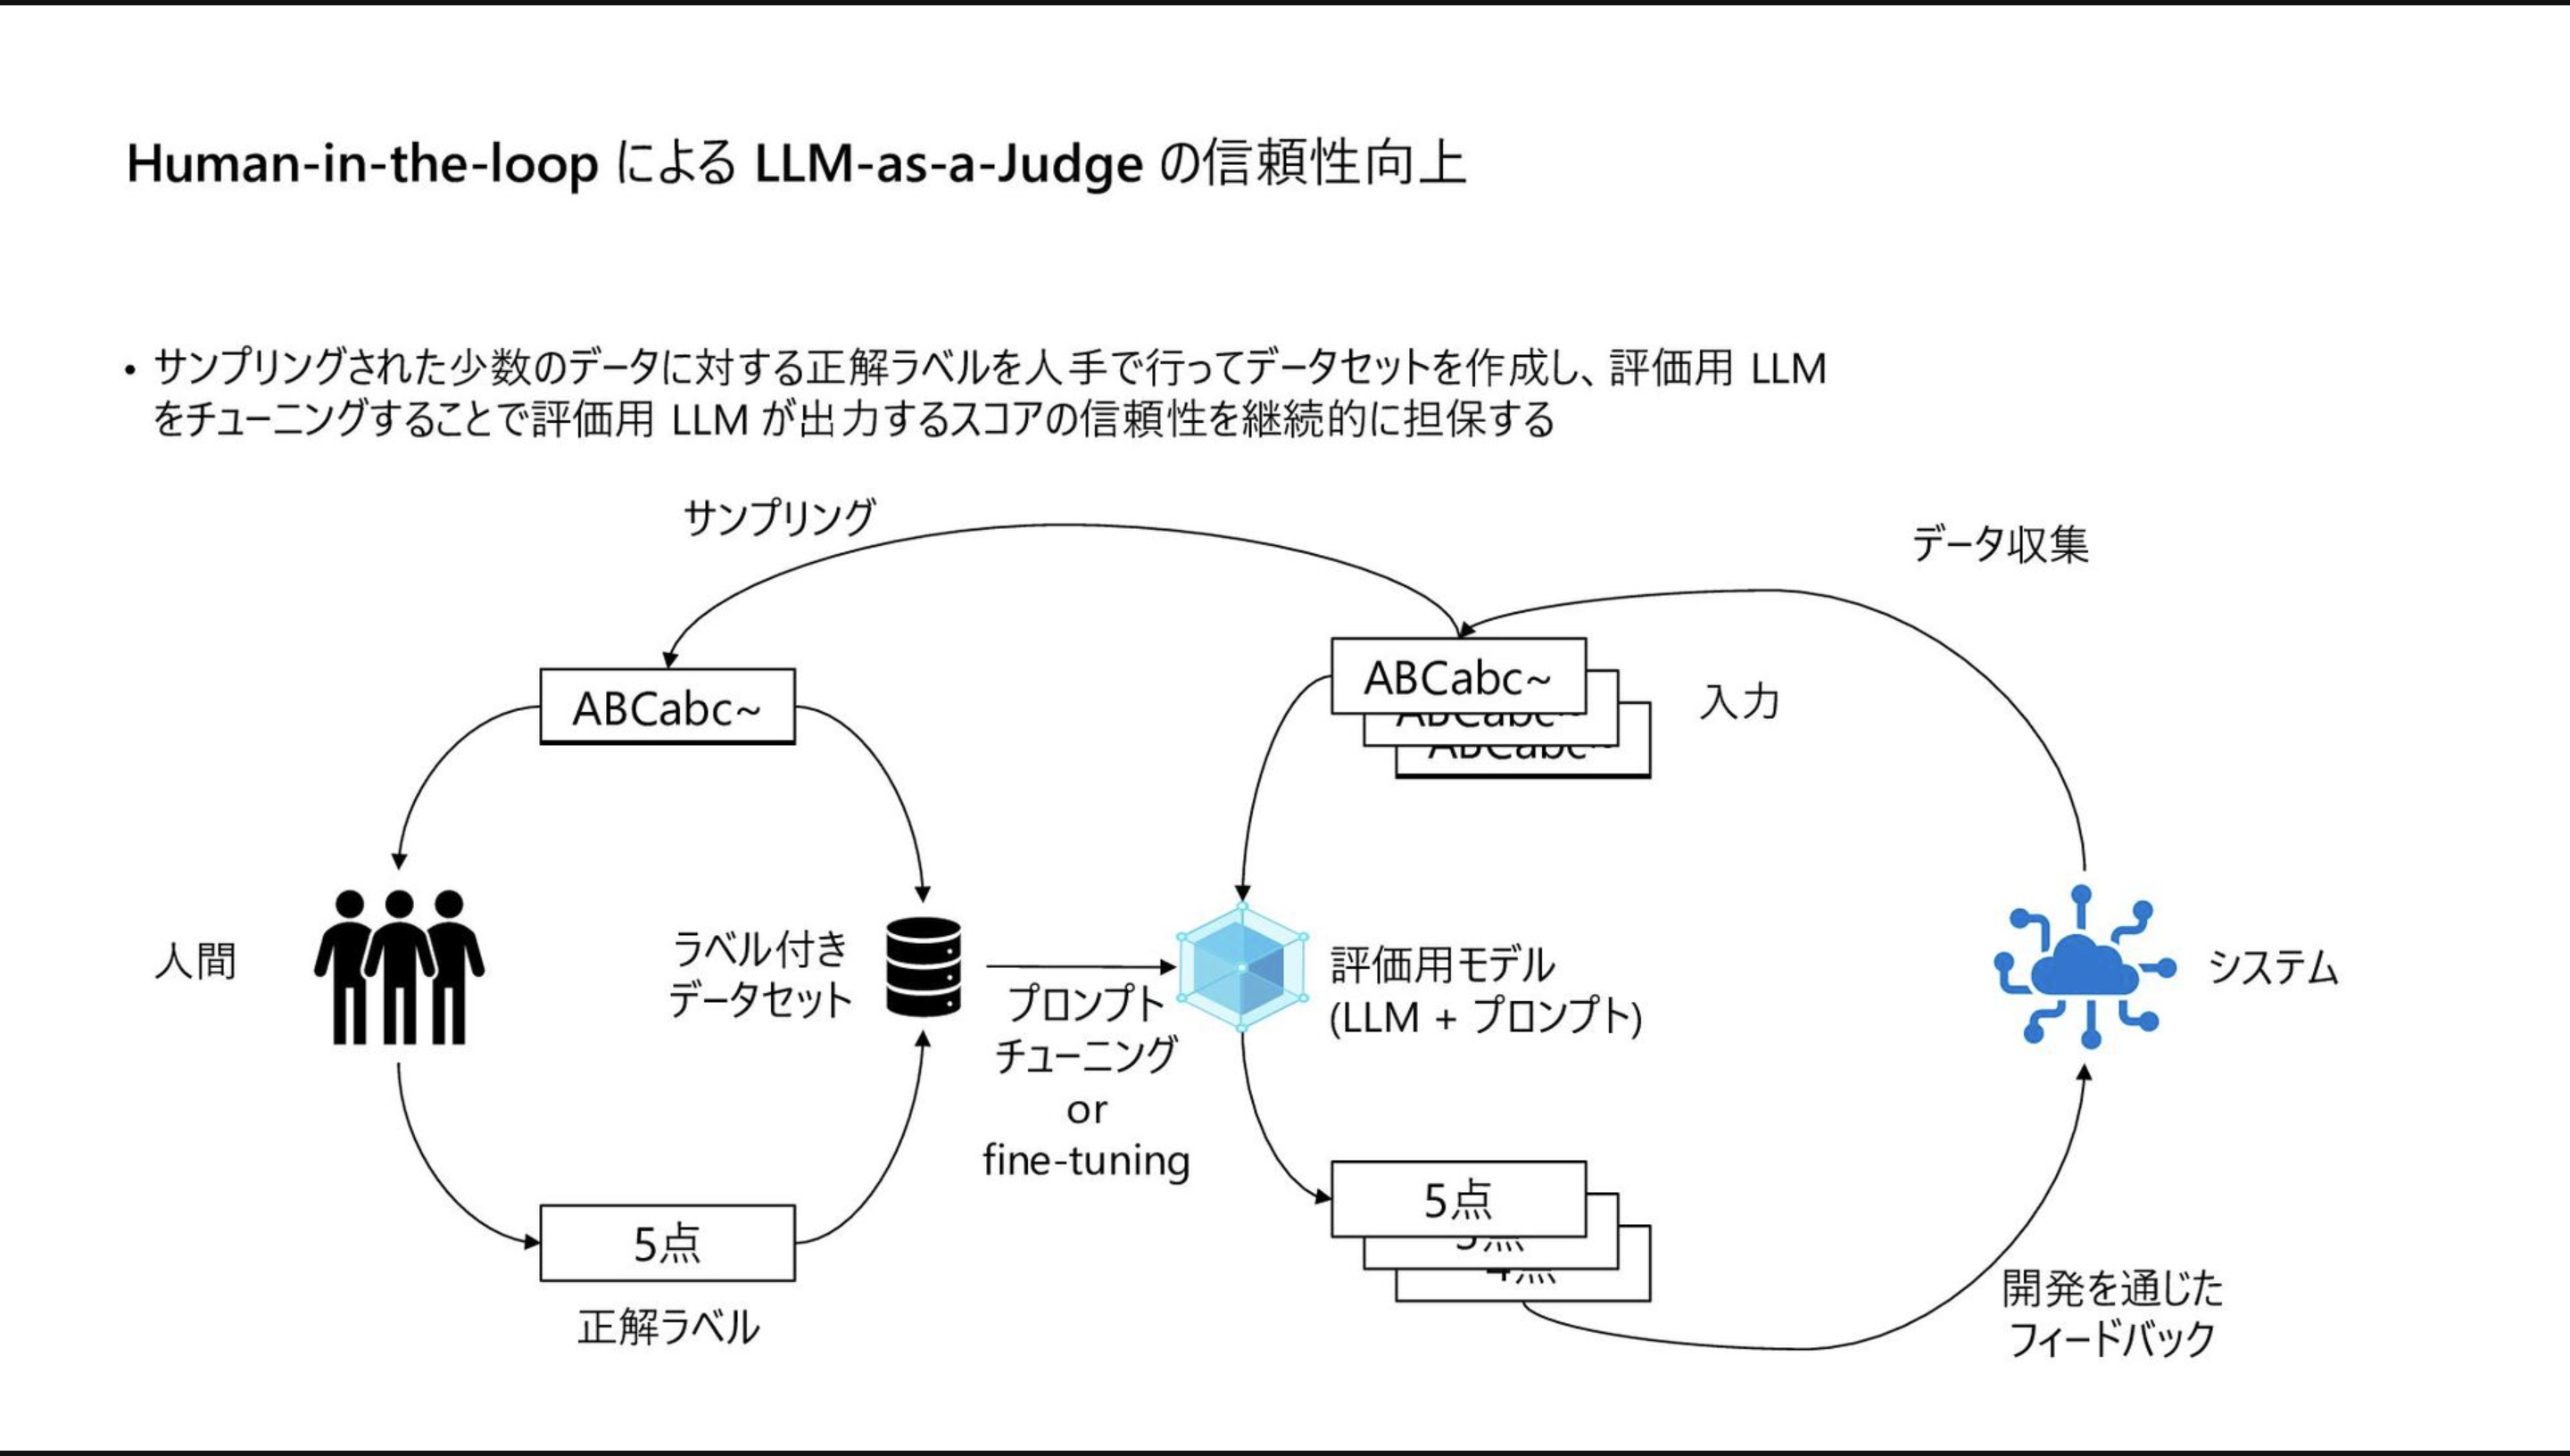 Human-in-the-loop による LLM-as-a-Judge の信頼性向上
• サンプリングされた少数のデータに対する正解ラベルを人手で行ってデータセットを作成し、評価用 LLM
をチューニングすることで評価用 LLM が出力するスコアの信頼性を継続的に担保する
サンプリング
データ収集
ABCabc~
ABCabc~
ABCabc~
ABCabc~
入力
人間
ラベル付き
データセット
プロンプト
チューニング
or
fine-tuning
評価用モデル
(LLM + プロンプト)
システム
5点
正解ラベル
5点
開発を通じた
フィードバック